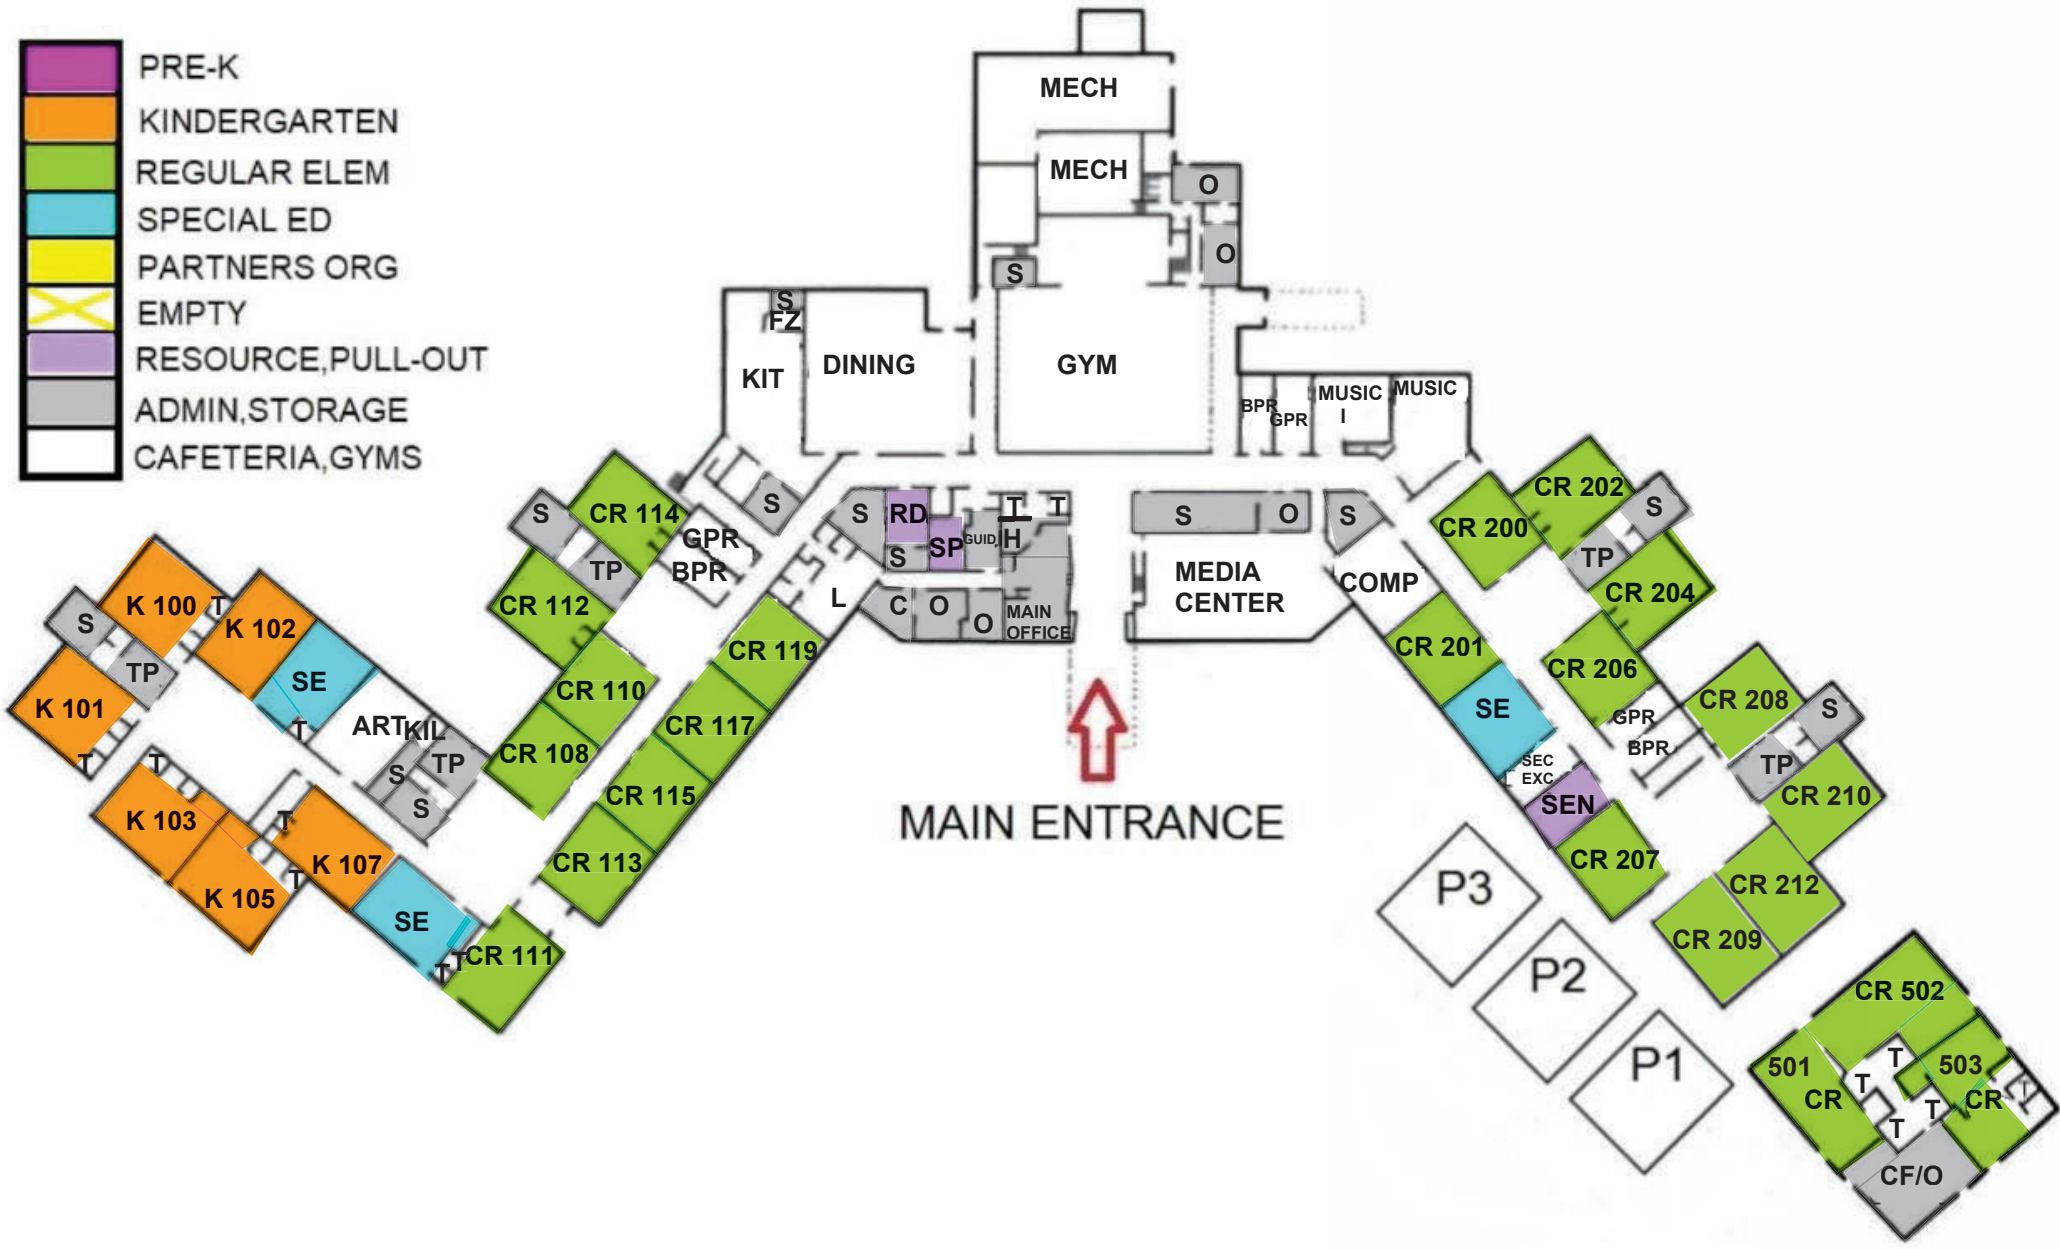 PRE-K
KINDERGARTEN
REGULAR ELEM
SPECIAL ED
PARTNERS ORG
EMPTY
RESOURCE,PULL-OUT
ADMIN,STORAGE
CAFETERIA,GYMS
MECH
MECH
O
O
S
S
FZ
KIT
DINING
GYM
BPR
GPR
MUSIC
I
MUSIC
S
CR 114
S
GPR
BPR
TP
CR 112
CR 110
CR 108
S
RD
SP
S
GUID,
T
T
H
L
C
O
O
MAIN
OFFICE
S
O
S
MEDIA
CENTER
COMP
CR 119
CR 117
CR 115
CR 113
CR 111
K 100
T
S
TP
K 101
T
K 102
SE
T
ART
KIL
S
TP
S
T
K 103
K 105
T
T
K 107
SE
T
T
MAIN ENTRANCE
CR 200
CR 202
S
TP
CR 204
CR 201
SE
SEC
EXC
SEN
CR 207
CR 206
GPR
BPR
CR 208
S
TP
CR 210
CR 212
CR 209
P3
P2
P1
CR 502
501
CR
T
T
T
T
503
CR
T
CF/O